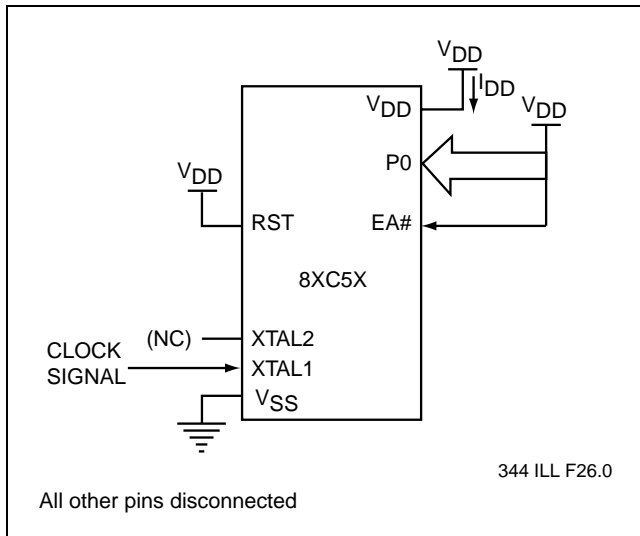 VDD
IDD
VDD
VDD
P0
VDD
RST
EA#
8XC5X
(NC)
XTAL2
CLOCK
SIGNAL
XTAL1
VSS
344 ILL F26.0
All other pins disconnected